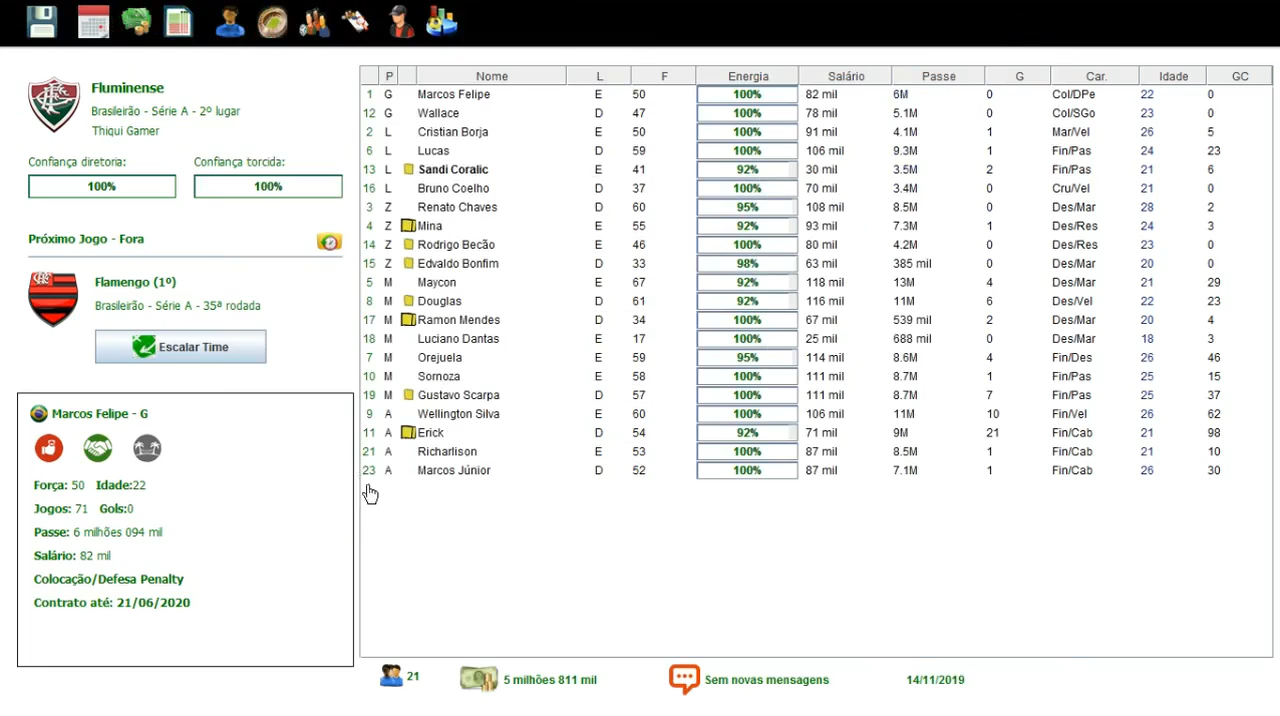 Fluminense
Brasileirão - Série A - 2º lugar
Thiqui Gamer
Confiança diretoria: Confiança torcida:
100% 100%
Próximo Jogo - Fora
Flamengo (1º)
Brasileirão - Série A - 35ª rodada
Escalar Time
Marcos Felipe - G
Força: 50 Idade:22
Jogos: 71 Gols:0
Passe: 6 milhões 094 mil
Salário: 82 mil
Colocação/Defesa Penalty
Contrato até: 21/06/2020
P Nome L F Energia Salário Passe G Car. Idade GC
1 G Marcos Felipe E 50 100% 82 mil 6M 0 Col/DPe 22 0
12 G Wallace D 47 100% 78 mil 5.1M 0 Col/SGo 23 0
2 L Cristian Borja E 50 100% 91 mil 4.1M 1 Mar/Vel 26 5
6 L Lucas D 59 100% 106 mil 9.3M 1 Fin/Pas 24 23
13 L Sandi Coralic E 41 92% 30 mil 3.5M 2 Fin/Pas 21 6
16 L Bruno Coelho D 37 100% 70 mil 3.4M 0 Cru/Vel 21 0
3 Z Renato Chaves D 60 95% 108 mil 8.5M 0 Des/Mar 28 2
4 Z Mina E 55 92% 93 mil 7.3M 1 Des/Res 24 3
14 Z Rodrigo Becão E 46 100% 80 mil 4.2M 0 Des/Res 23 0
15 Z Edvaldo Bonfim D 33 98% 63 mil 385 mil 0 Des/Mar 20 0
5 M Maycon E 67 92% 118 mil 13M 4 Des/Mar 22 29
8 M Douglas D 61 92% 116 mil 11M 6 Des/Vel 22 23
17 M Ramon Mendes D 34 100% 67 mil 539 mil 2 Des/Mar 20 4
18 M Luciano Dantas E 17 100% 25 mil 688 mil 1 Des/Mar 18 3
7 M Orejuela E 59 95% 114 mil 8.6M 4 Fin/Des 26 46
10 M Sornoza E 58 100% 111 mil 8.7M 1 Fin/Pas 25 15
19 M Gustavo Scarpa D 57 100% 111 mil 8.7M 7 Fin/Pas 25 37
9 A Wellington Silva E 60 100% 106 mil 11M 10 Fin/Vel 26 62
11 A Erick D 54 92% 71 mil 9M 21 Fin/Cab 21 98
21 A Richarlison E 53 100% 87 mil 8.5M 1 Fin/Cab 21 10
23 A Marcos Júnior D 52 100% 87 mil 7.1M 1 Fin/Cab 26 30
21 5 milhões 811 mil Sem novas mensagens 14/11/2019